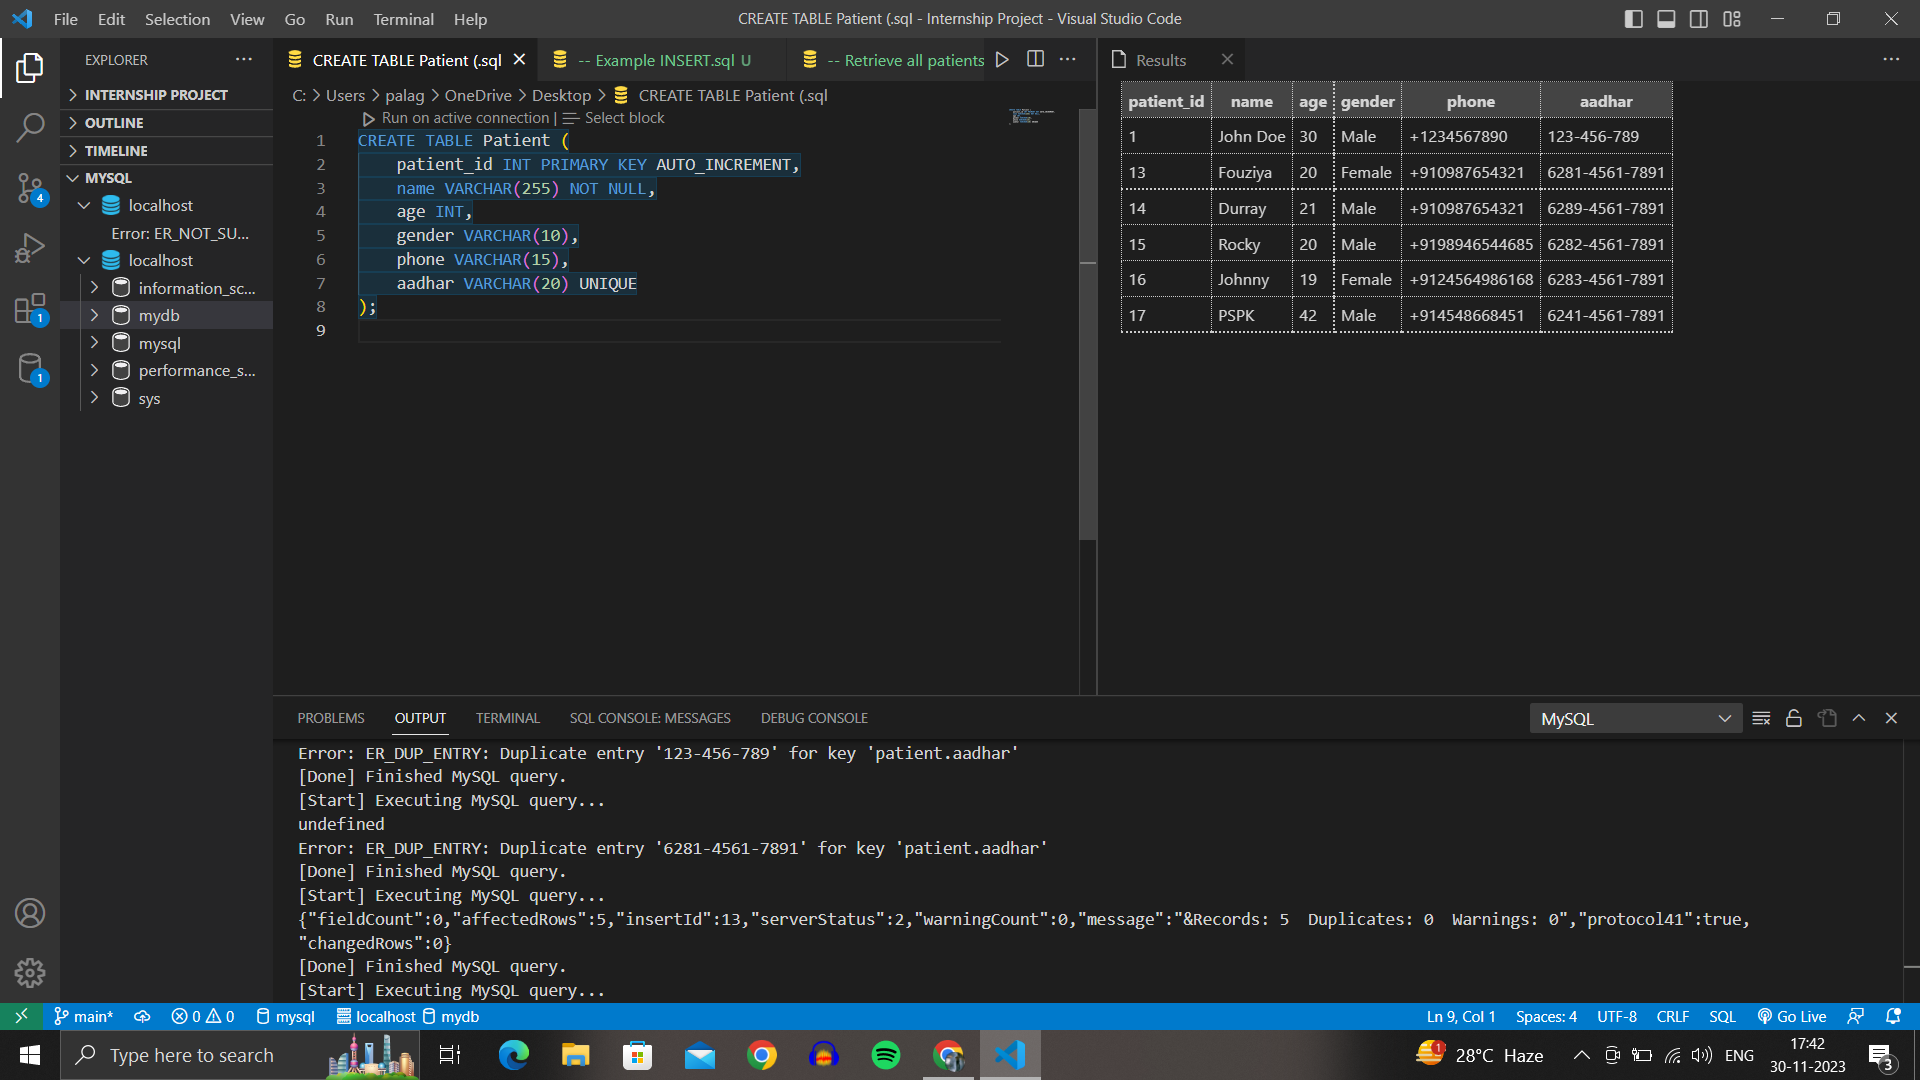 File Edit Selection View Go Run Terminal Help
CREATE TABLE Patient (.sql - Internship Project - Visual Studio Code
EXPLORER
INTERNSHIP PROJECT
OUTLINE
TIMELINE
MYSQL
localhost
Error: ER_NOT_SU...
localhost
information_sc...
mydb
mysql
performance_s...
sys
4
1
1
CREATE TABLE Patient (.sql
-- Example INSERT.sql U
-- Retrieve all patients
C: > Users > palag > OneDrive > Desktop > CREATE TABLE Patient (.sql
Run on active connection | Select block
1 CREATE TABLE Patient (
2 patient_id INT PRIMARY KEY AUTO_INCREMENT,
3 name VARCHAR(255) NOT NULL,
4 age INT,
5 gender VARCHAR(10),
6 phone VARCHAR(15),
7 aadhar VARCHAR(20) UNIQUE
8 );
9
Results
patient_id name age gender phone aadhar
1 John Doe 30 Male +1234567890 123-456-789
13 Fouziya 20 Female +910987654321 6281-4561-7891
14 Durray 21 Male +910987654321 6289-4561-7891
15 Rocky 20 Male +9198946544685 6282-4561-7891
16 Johnny 19 Female +9124564986168 6283-4561-7891
17 PSPK 42 Male +914548668451 6241-4561-7891
PROBLEMS OUTPUT TERMINAL SQL CONSOLE: MESSAGES DEBUG CONSOLE
MySQL
Error: ER_DUP_ENTRY: Duplicate entry '123-456-789' for key 'patient.aadhar'
[Done] Finished MySQL query.
[Start] Executing MySQL query...
undefined
Error: ER_DUP_ENTRY: Duplicate entry '6281-4561-7891' for key 'patient.aadhar'
[Done] Finished MySQL query.
[Start] Executing MySQL query...
{"fieldCount":0,"affectedRows":5,"insertId":13,"serverStatus":2,"warningCount":0,"message":"&Records: 5  Duplicates: 0  Warnings: 0","protocol41":true,
"changedRows":0}
[Done] Finished MySQL query.
[Start] Executing MySQL query...
main* 0 0 mysql localhost mydb
Ln 9, Col 1 Spaces: 4 UTF-8 CRLF SQL Go Live
Type here to search
1
28°C Haze
ENG
17:42
30-11-2023
3